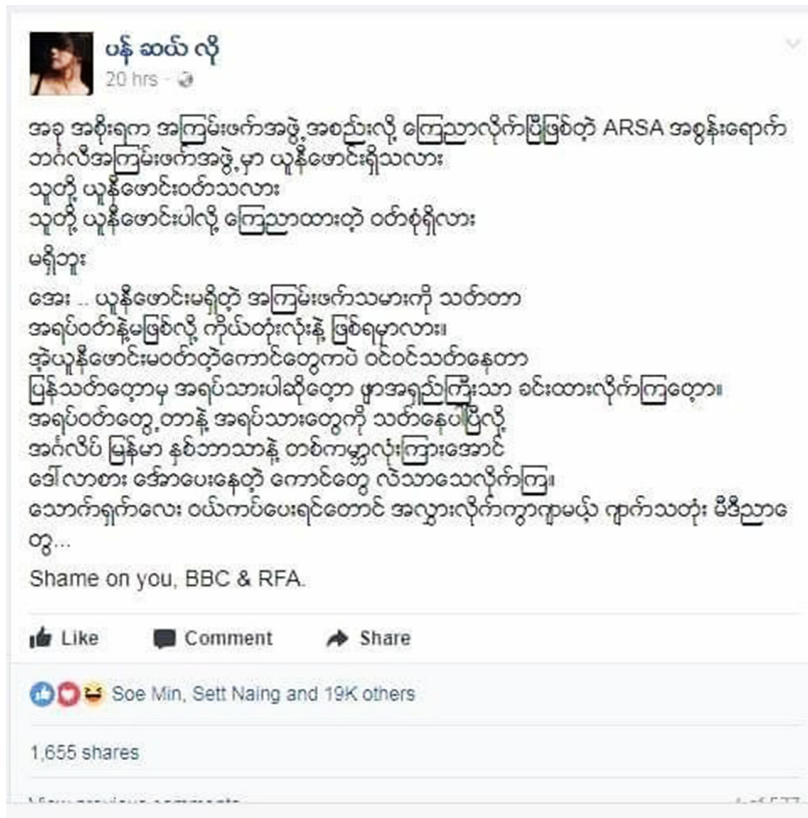 ပန် ဆယ် လို
20 hrs ·
အခု အစိုးရက အကြမ်းဖက်အဖွဲ့အစည်းလို့ ကြေညာလိုက်ပြီဖြစ်တဲ့ ARSA အစွန်းရောက်
ဘင်္ဂလီအကြမ်းဖက်အဖွဲ့မှာ ယူနီဖောင်းရှိသလား
သူတို့ ယူနီဖောင်းဝတ်သလား
သူတို့ ယူနီဖောင်းပါလို့ ကြေညာထားတဲ့ ဝတ်စုံရှိလား
မရှိဘူး
အေး .. ယူနီဖောင်းမရှိတဲ့ အကြမ်းဖက်သမားကို သတ်တာ
အရပ်ဝတ်နဲ့မဖြစ်လို့ ကိုယ်တုံးလုံးနဲ့ ဖြစ်ရမှာလား။
အဲ့ယူနီဖောင်းမဝတ်တဲ့ကောင်တွေကပဲ ဝင်ဝင်သတ်နေတာ
ပြန်သတ်တော့မှ အရပ်သားပါဆိုတော့ ဖျာအရှည်ကြီးသာ ခင်းထားလိုက်ကြတော့။
အရပ်ဝတ်တွေ့တာနဲ့ အရပ်သားတွေကို သတ်နေပါပြီလို့
အင်္ဂလိပ် မြန်မာ နှစ်ဘာသာနဲ့ တစ်ကမ္ဘာလုံးကြားအောင်
ဒေါ်လာစား အော်ပေးနေတဲ့ ကောင်တွေ လဲသာသေလိုက်ကြ။
သောက်ရှက်လေး ဝယ်ကပ်ပေးရင်တောင် အလွှားလိုက်ကွာဂျာမယ့် ဂျာက်သတုံး မီဒီညာေ
တွ...
Shame on you, BBC & RFA.
Like Comment Share
Soe Min, Sett Naing and 19K others
1,655 shares